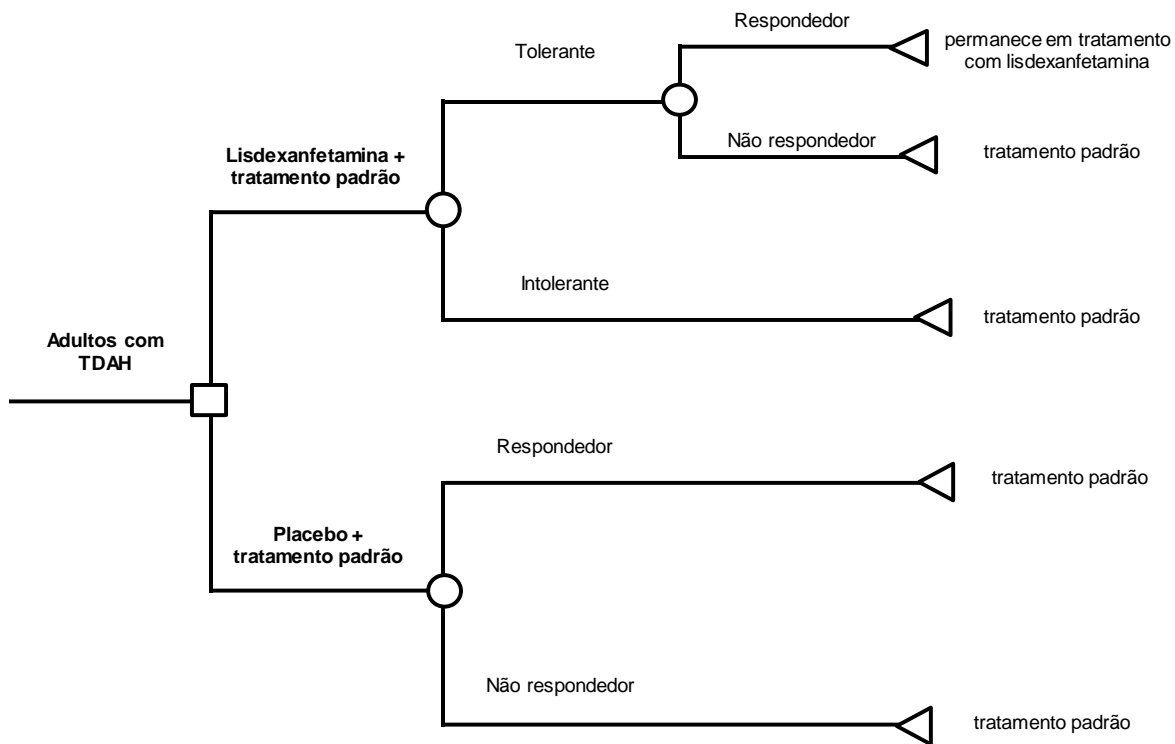 Respondedor
permanece em tratamento
com lisdexanfetamina
Tolerante
Não respondedor
tratamento padrão
Lisdexanfetamina +
tratamento padrão
Intolerante
tratamento padrão
Adultos com
TDAH
Respondedor
tratamento padrão
Placebo +
tratamento padrão
Não respondedor
tratamento padrão